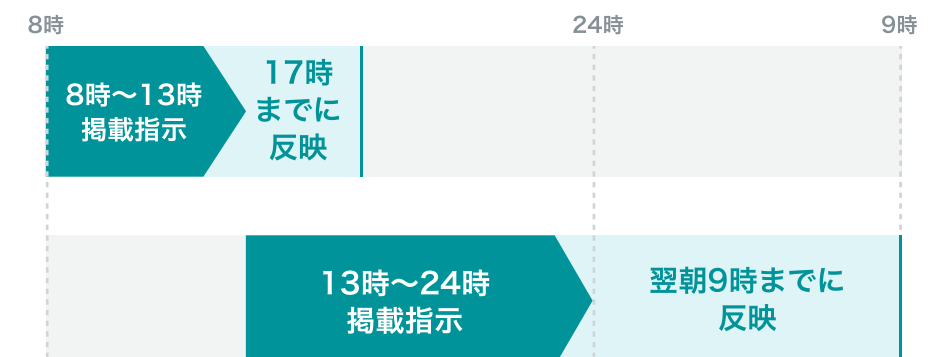 8時
24時
9時
8時〜13時
掲載指示
17時
までに
反映
13時〜24時
掲載指示
翌朝9時までに
反映